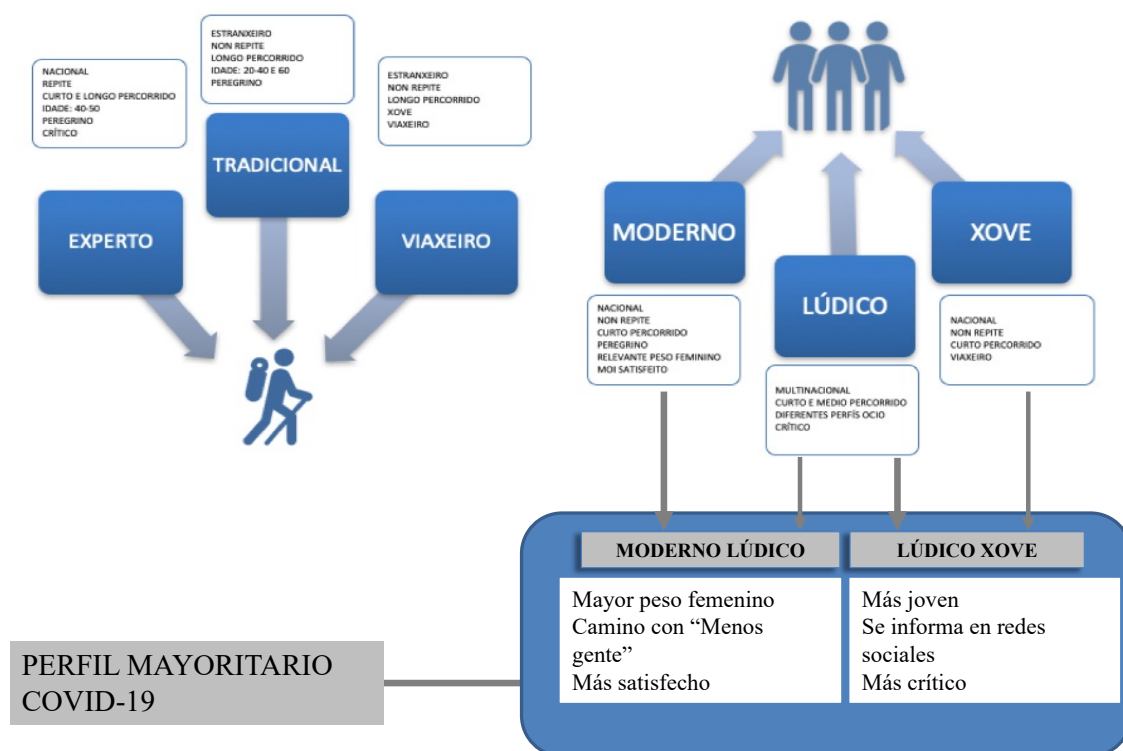 NACIONAL
REPITE
CURTO E LONGO PERCORRIDO
IDADE: 40-50
PEREGRINO
CRÍTICO
ESTRANXEIRO
NON REPITE
LONGO PERCORRIDO
IDADE: 20-40 E 60
PEREGRINO
ESTRANXEIRO
NON REPITE
LONGO PERCORRIDO
XOVE
VIAXEIRO
EXPERTO
TRADICIONAL
VIAXEIRO
MODERNO
LÚDICO
XOVE
NACIONAL
NON REPITE
CURTO PERCORRIDO
PEREGRINO
RELEVANTE PESO FEMININO
MOI SATISFEITO
MULTINACIONAL
CURTO E MEDIO PERCORRIDO
DIFERENTES PERFÍS OCIO
CRÍTICO
NACIONAL
NON REPITE
CURTO PERCORRIDO
VIAXEIRO
MODERNO LÚDICO
Mayor peso femenino
Camino con “Menos
gente”
Más satisfecho
LÚDICO XOVE
Más joven
Se informa en redes
sociales
Más crítico
PERFIL MAYORITARIO
COVID-19